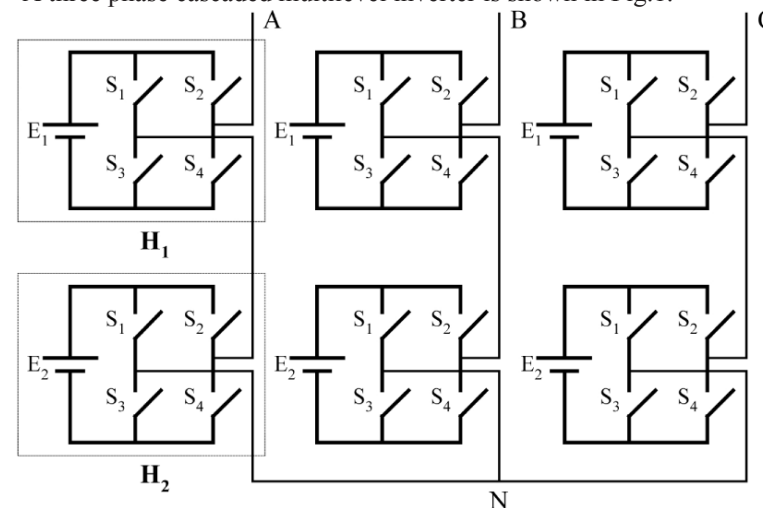 A three phase cascaded multilevel inverter is shown in Fig.1.
A B C
S1 S2 S1 S2 S1 S2
E1 E1 E1
S3 S4 S3 S4 S3 S4
H1
S1 S2 S1 S2 S1 S2
E2 E2 E2
S3 S4 S3 S4 S3 S4
H2
N